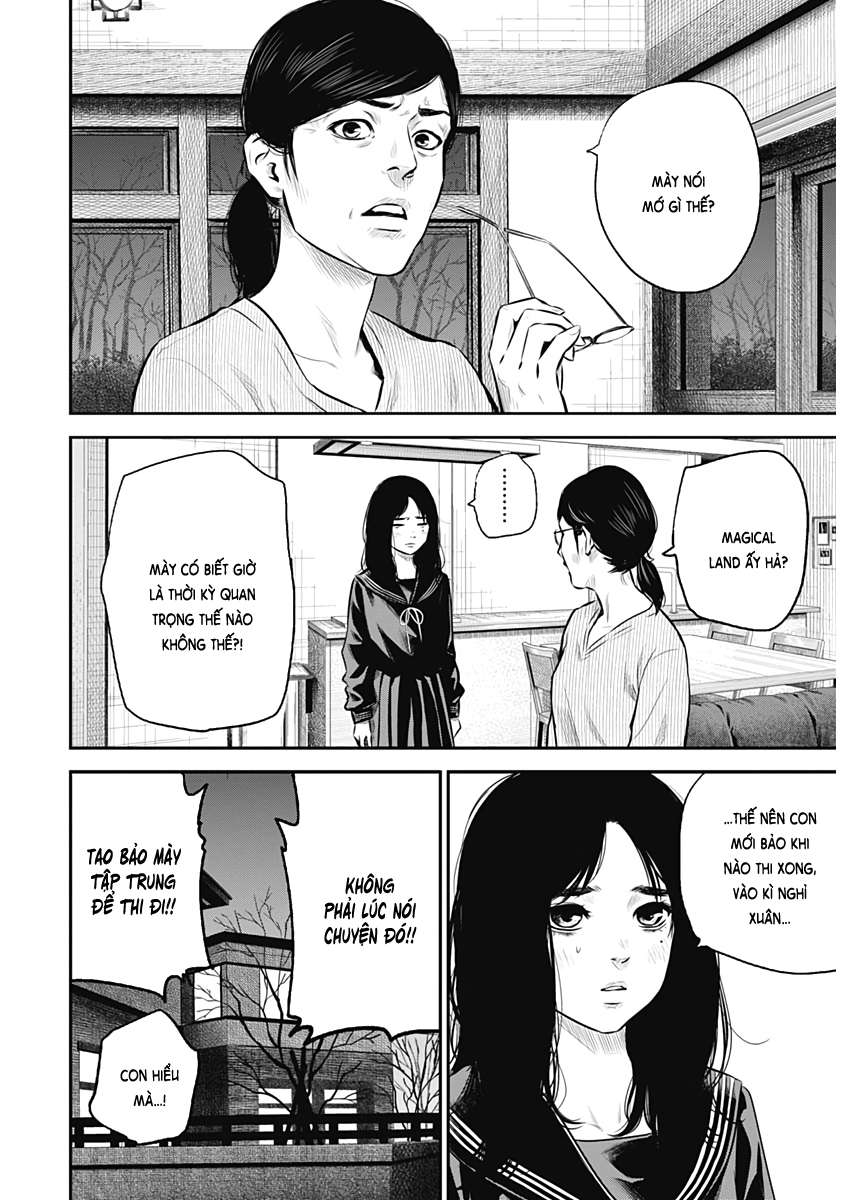 MÀY NÓI
MỚ GÌ THẾ?
MAGICAL
LAND ẤY HẢ?
.........
MÀY CÓ BIẾT GIỜ
LÀ THỜI KỲ QUAN
TRỌNG THẾ NÀO
KHÔNG THẾ?!
...THẾ NÊN CON
MỚI BẢO KHI
NÀO THI XONG,
VÀO KÌ NGHỈ
XUÂN...
KHÔNG
PHẢI LÚC NÓI
CHUYỆN ĐÓ!!
TAO BẢO MÀY
TẬP TRUNG
ĐỂ THI ĐI!!
CON HIỂU
MÀ...!